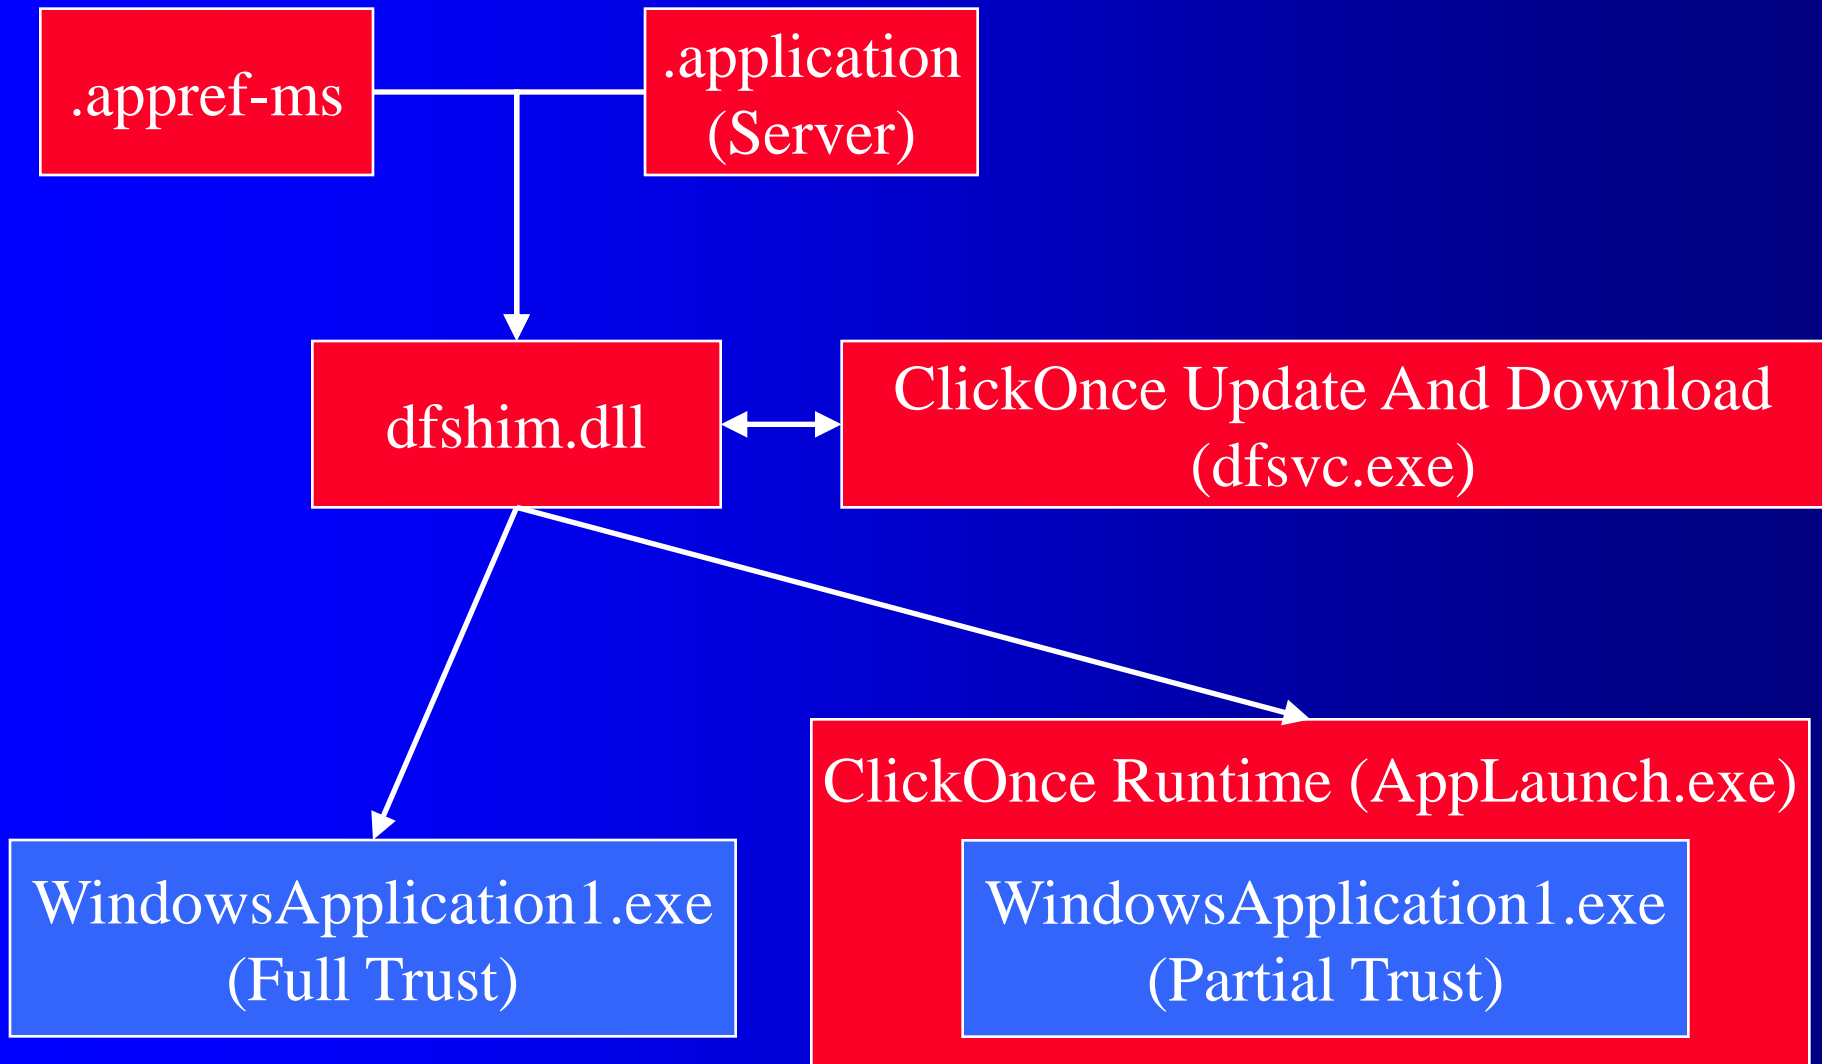 .appref-ms
.application
(Server)
dfshim.dll
ClickOnce Update And Download
(dfsvc.exe)
ClickOnce Runtime (AppLaunch.exe)
WindowsApplication1.exe
(Full Trust)
WindowsApplication1.exe
(Partial Trust)